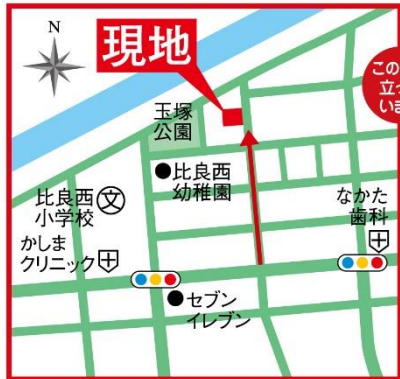 N
現地
この
立っ
いま
玉塚
公園
比良西
幼稚園
比良西
小学校
文
なかた
歯科
かしま
クリニック
セブン
イレブン